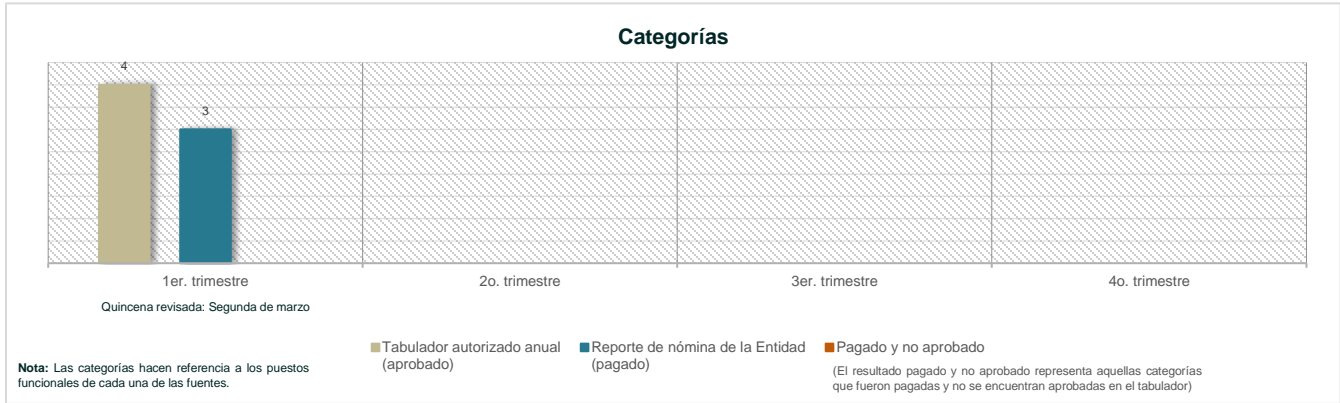 Categorías
4
3
1er. trimestre
2o. trimestre
3er. trimestre
4o. trimestre
Quincena revisada: Segunda de marzo
Tabulador autorizado anual
(aprobado)
Reporte de nómina de la Entidad
(pagado)
Pagado y no aprobado
(El resultado pagado y no aprobado representa aquellas categorías
que fueron pagadas y no se encuentran aprobadas en el tabulador)
Nota: Las categorías hacen referencia a los puestos
funcionales de cada una de las fuentes.